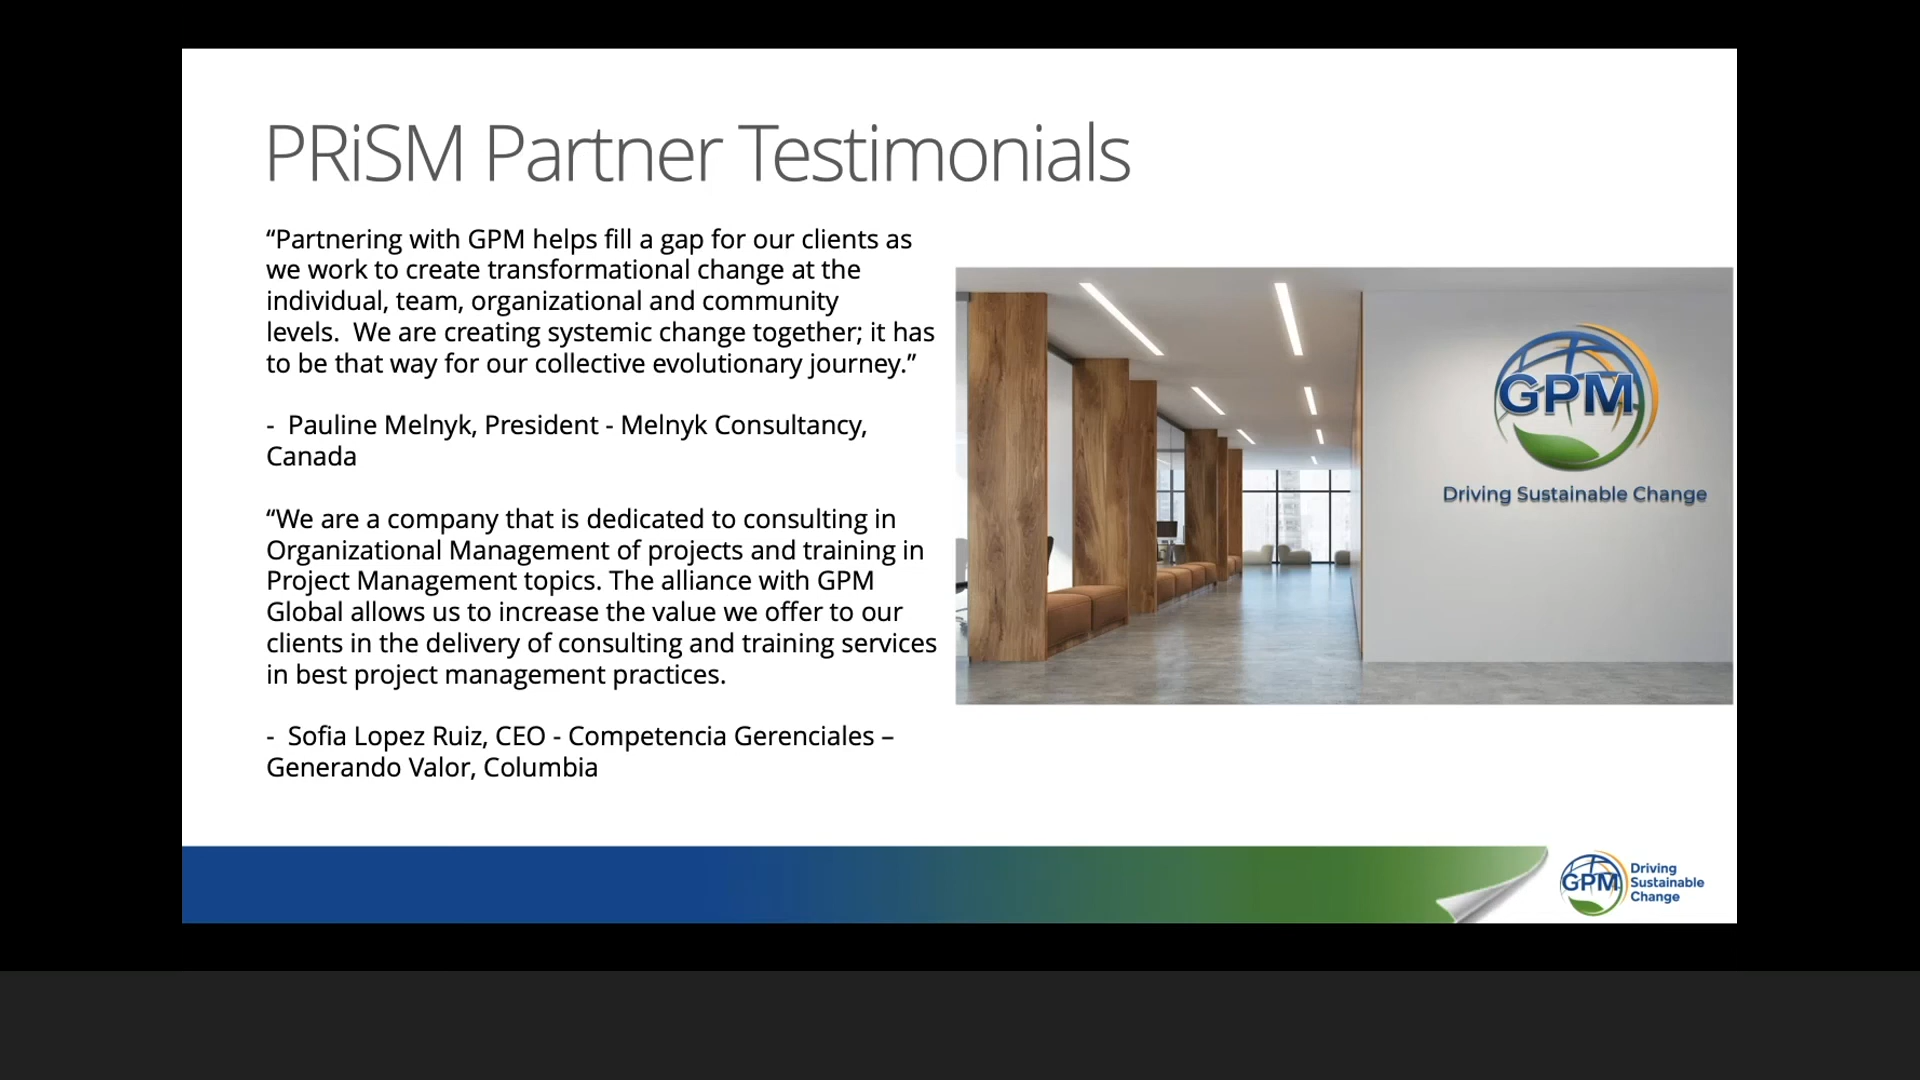 PRiSM Partner Testimonials
“Partnering with GPM helps fill a gap for our clients as
we work to create transformational change at the
individual, team, organizational and community
levels.  We are creating systemic change together; it has
to be that way for our collective evolutionary journey.”
-  Pauline Melnyk, President - Melnyk Consultancy,
Canada
“We are a company that is dedicated to consulting in
Organizational Management of projects and training in
Project Management topics. The alliance with GPM
Global allows us to increase the value we offer to our
clients in the delivery of consulting and training services
in best project management practices.
-  Sofia Lopez Ruiz, CEO - Competencia Gerenciales –
Generando Valor, Columbia
GPM
Driving Sustainable Change
GPM
Driving
Sustainable
Change